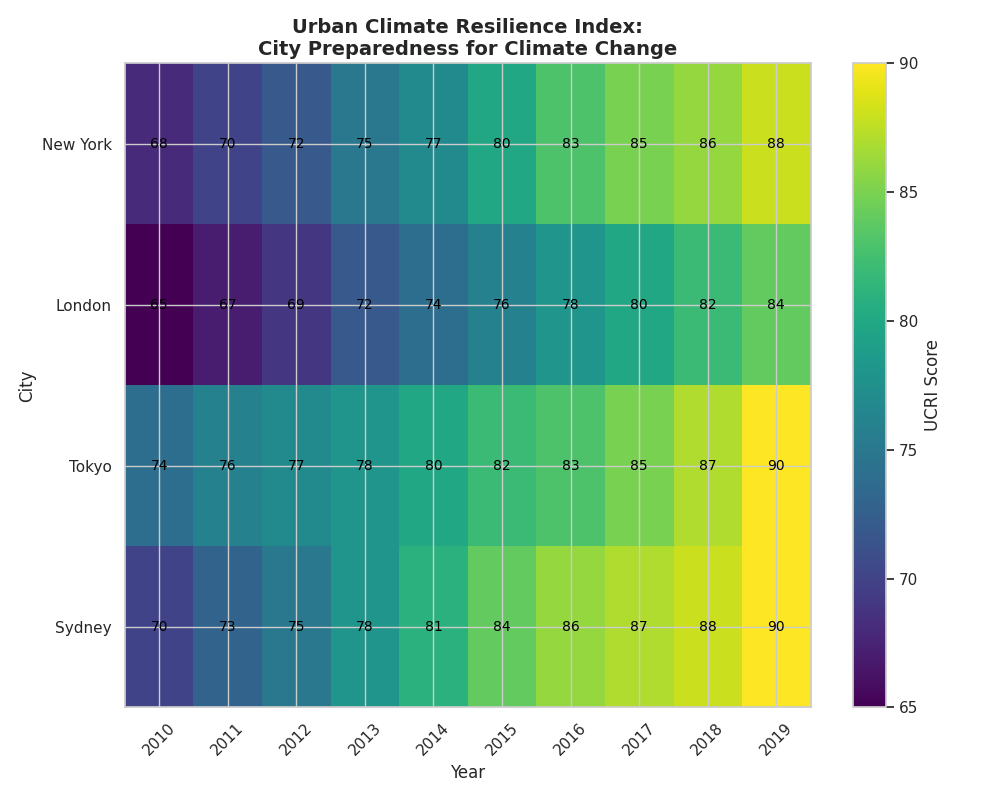 Urban Climate Resilience Index:
City Preparedness for Climate Change
New York 68 70 72 75 77 80 83 85 86 88
London 65 67 69 72 74 76 78 80 82 84
Tokyo 74 76 77 78 80 82 83 85 87 90
Sydney 70 73 75 78 81 84 86 87 88 90
City
2010 2011 2012 2013 2014 2015 2016 2017 2018 2019
Year
90
85
80
75
70
65
UCRI Score